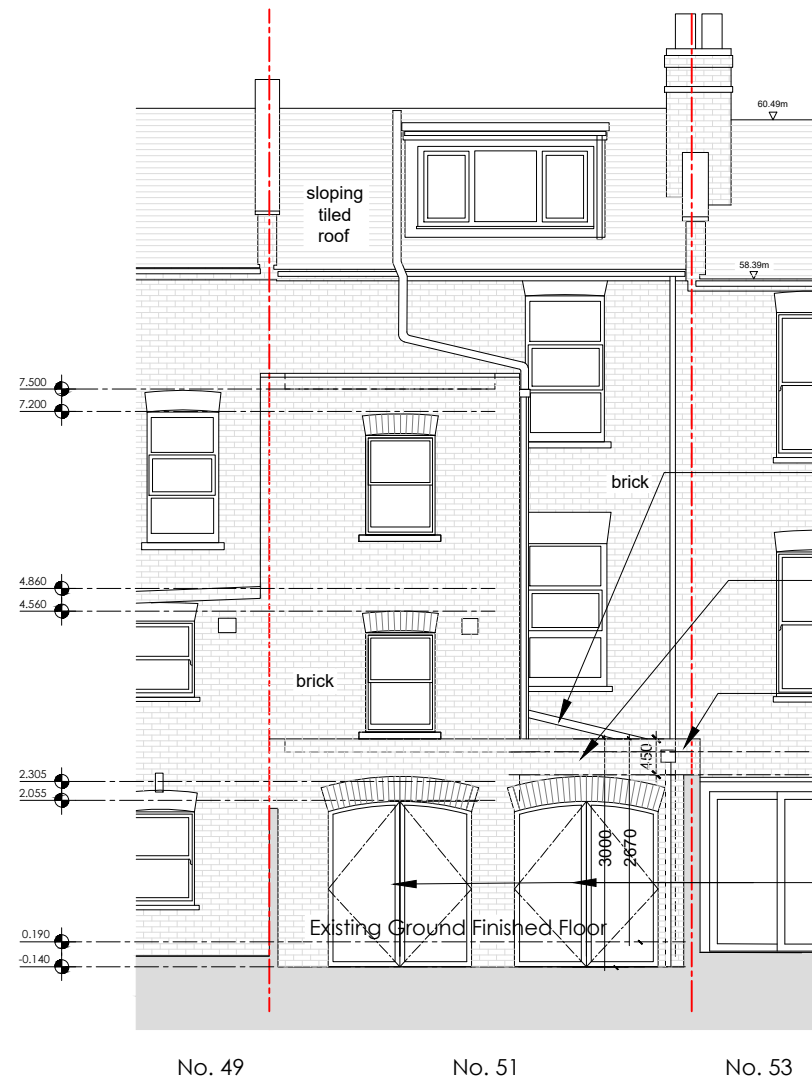 60.49m
sloping
tiled
roof
58.39m
7.500
7.200
brick
4.860
4.560
brick
450
2.305
2.055
3000
2670
Existing Ground Finished Floor
0.190
-0.140
No. 49
No. 51
No. 53